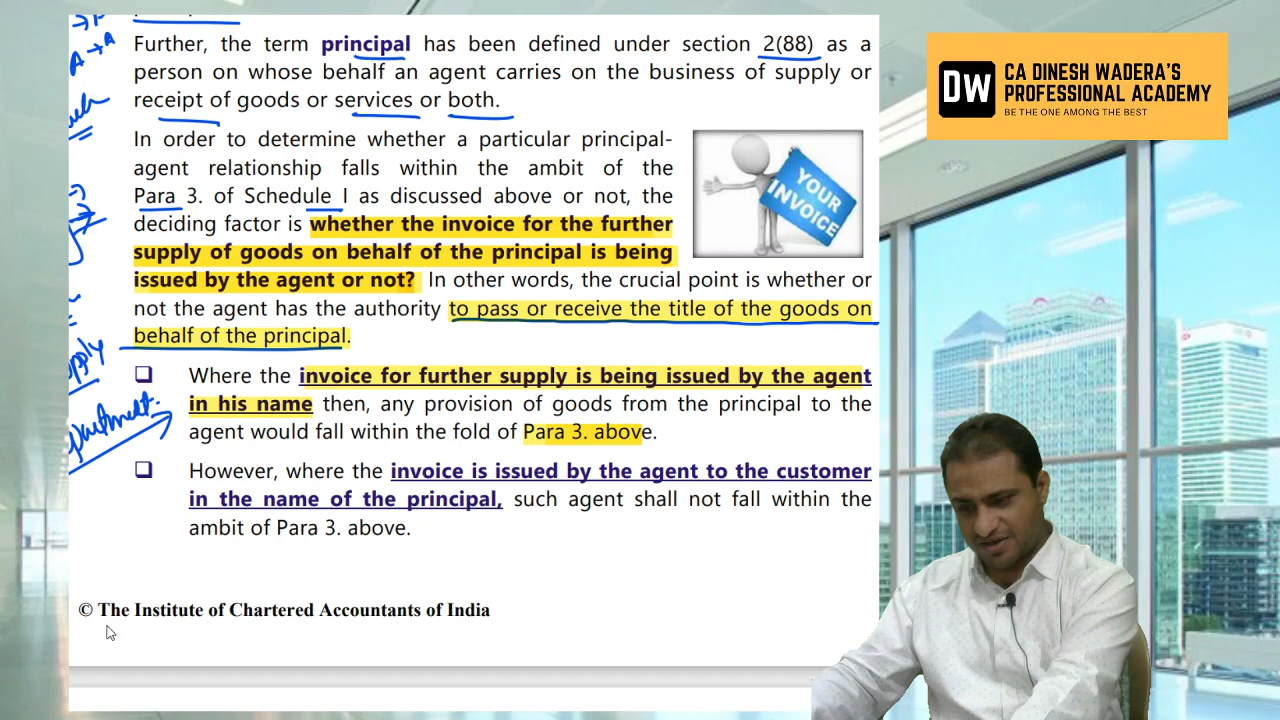 Further, the term principal has been defined under section 2(88) as a
person on whose behalf an agent carries on the business of supply or
receipt of goods or services or both.
In order to determine whether a particular principal-
agent relationship falls within the ambit of the
Para 3. of Schedule I as discussed above or not, the
deciding factor is whether the invoice for the further
supply of goods on behalf of the principal is being
issued by the agent or not? In other words, the crucial point is whether or
not the agent has the authority to pass or receive the title of the goods on
behalf of the principal.
❑ Where the invoice for further supply is being issued by the agent
in his name then, any provision of goods from the principal to the
agent would fall within the fold of Para 3. above.
❑ However, where the invoice is issued by the agent to the customer
in the name of the principal, such agent shall not fall within the
ambit of Para 3. above.
© The Institute of Chartered Accountants of India
YOUR
INVOICE
DW
CA DINESH WADERA'S
PROFESSIONAL ACADEMY
BE THE ONE AMONG THE BEST